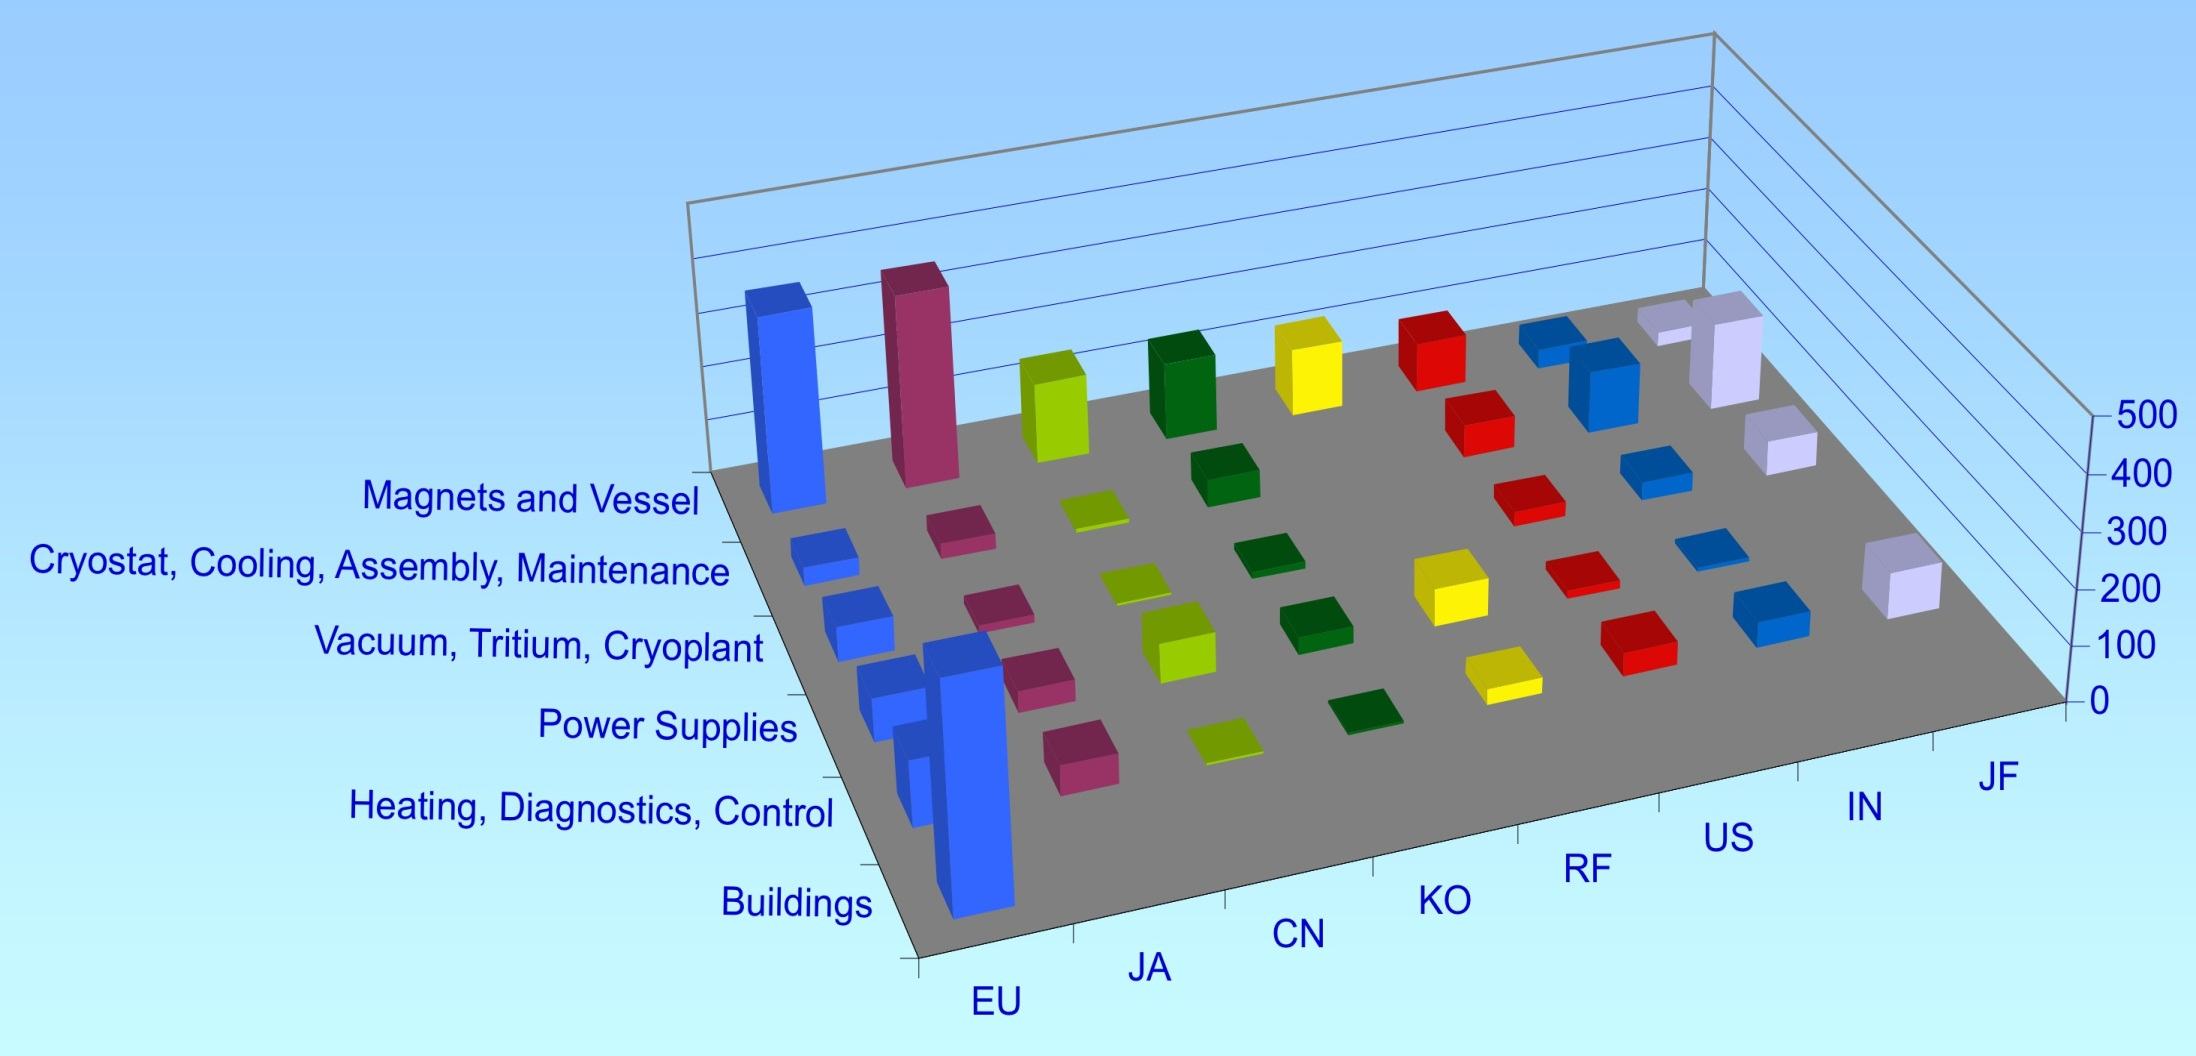 Magnets and Vessel
Cryostat, Cooling, Assembly, Maintenance
Vacuum, Tritium, Cryoplant
Power Supplies
Heating, Diagnostics, Control
Buildings
EU
JA
CN
KO
RF
US
IN
JF
500
400
300
200
100
0